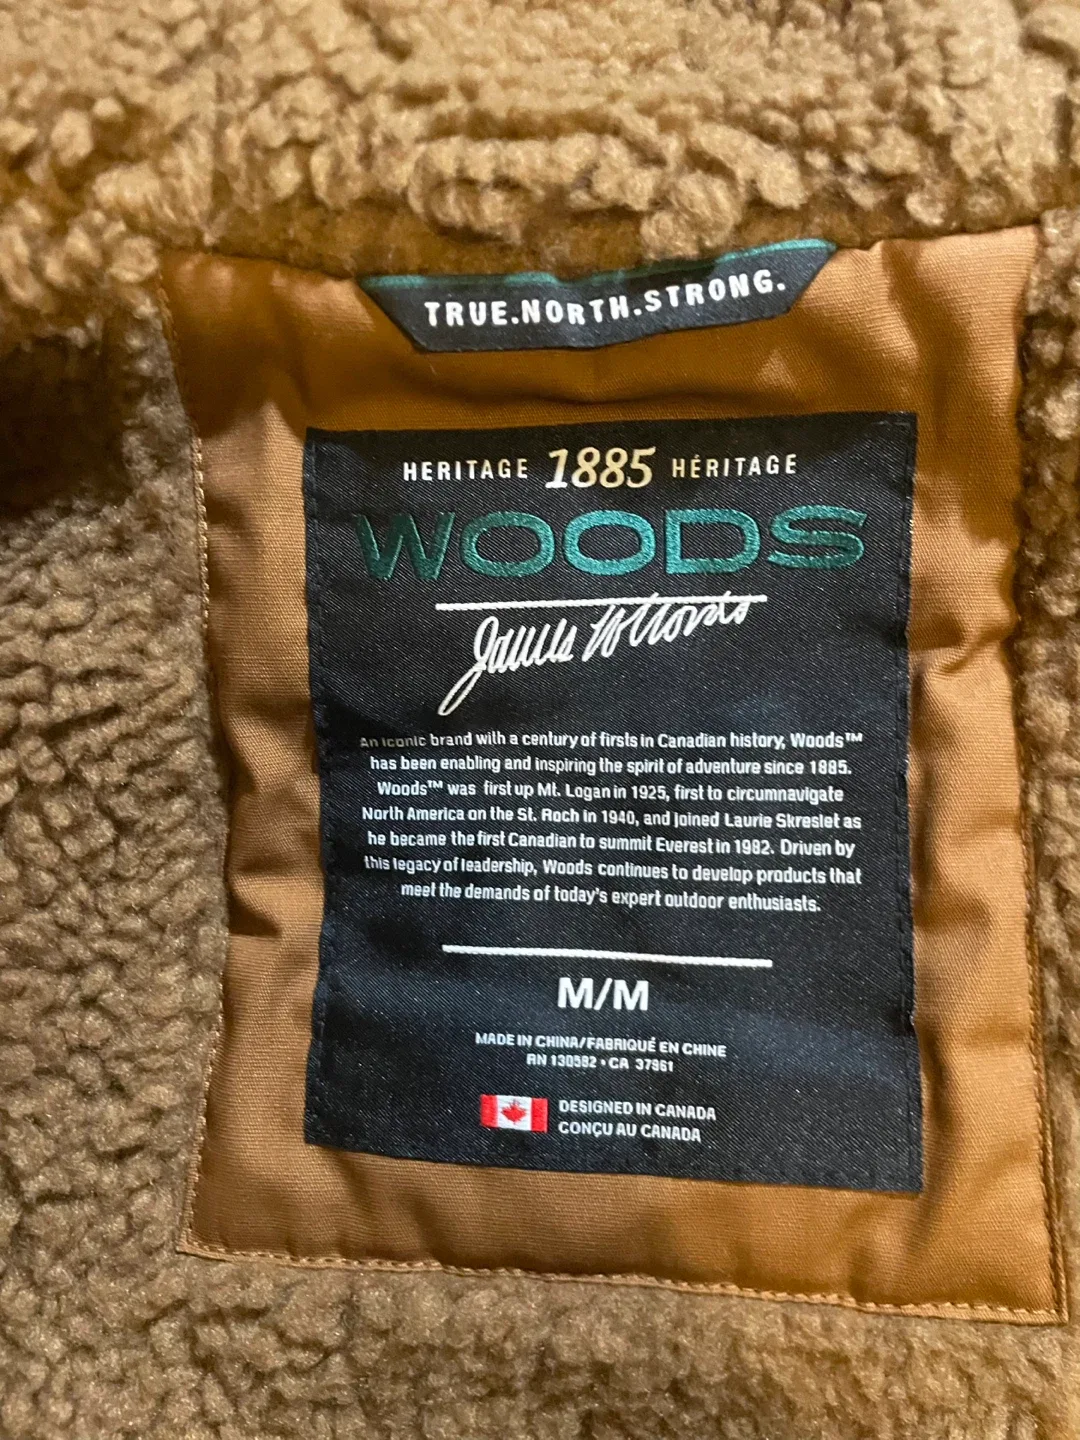 TRUE.NORTH.STRONG.
HERITAGE 1885 HÉRITAGE
WOODS
An iconic brand with a century of firsts in Canadian history, Woods™
has been enabling and inspiring the spirit of adventure since 1885.
Woods™ was first up Mt. Logan in 1925, first to circumnavigate
North America on the St. Roch in 1940, and joined Laurie Skreslet as
he became the first Canadian to summit Everest in 1982. Driven by
this legacy of leadership, Woods continues to develop products that
meet the demands of today's expert outdoor enthusiasts.
M/M
MADE IN CHINA/FABRIQUÉ EN CHINE
RN 130592 • CA 37961
DESIGNED IN CANADA
CONÇU AU CANADA